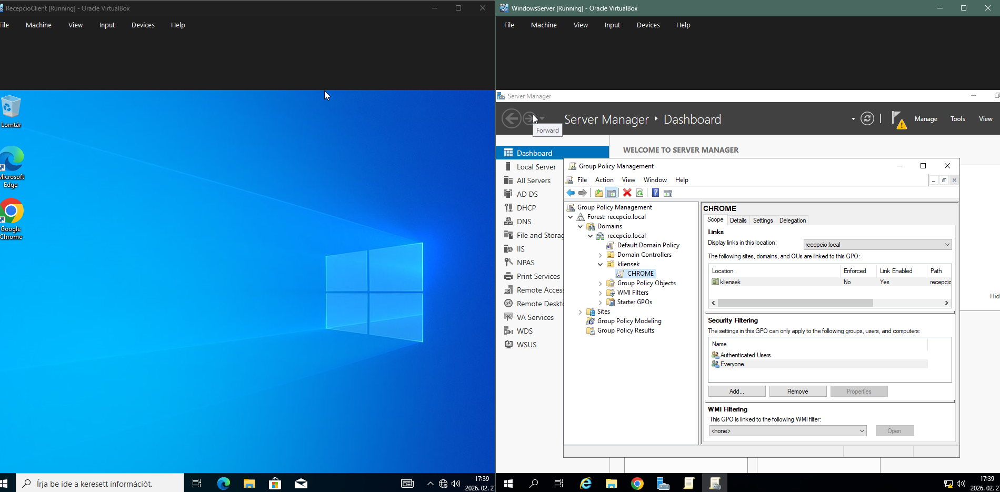 RecepcioClient [Running] - Oracle VirtualBox
File Machine View Input Devices Help
Lomtár
Microsoft
Edge
Google
Chrome
Írja be ide a keresett információt.
17:39
2026. 02. 2
WindowsServer [Running] - Oracle VirtualBox
File Machine View Input Devices Help
Server Manager
Server Manager Dashboard
Manage Tools View
Forward
Dashboard
Local Server
All Servers
AD DS
DHCP
DNS
File and Storag
IIS
NPAS
Print Services
Remote Acces
Remote Deskt
VA Services
WDS
WSUS
WELCOME TO SERVER MANAGER
Hid
Group Policy Management
File Action View Window Help
Group Policy Management
Forest: recepcio.local
Domains
recepcio.local
Default Domain Policy
Domain Controllers
kliensek
CHROME
Group Policy Objects
WMI Filters
Starter GPOs
Sites
Group Policy Modeling
Group Policy Results
CHROME
Scope Details Settings Delegation
Links
Display links in this location: recepcio.local
The following sites, domains, and OUs are linked to this GPO:
Location Enforced Link Enabled Path
kliensek No Yes recepcic
Security Filtering
The settings in this GPO can only apply to the following groups, users, and computers:
Name
Authenticated Users
Everyone
Add... Remove Properties
WMI Filtering
This GPO is linked to the following WMI filter:
<none> Open
17:39
2026. 02. 2